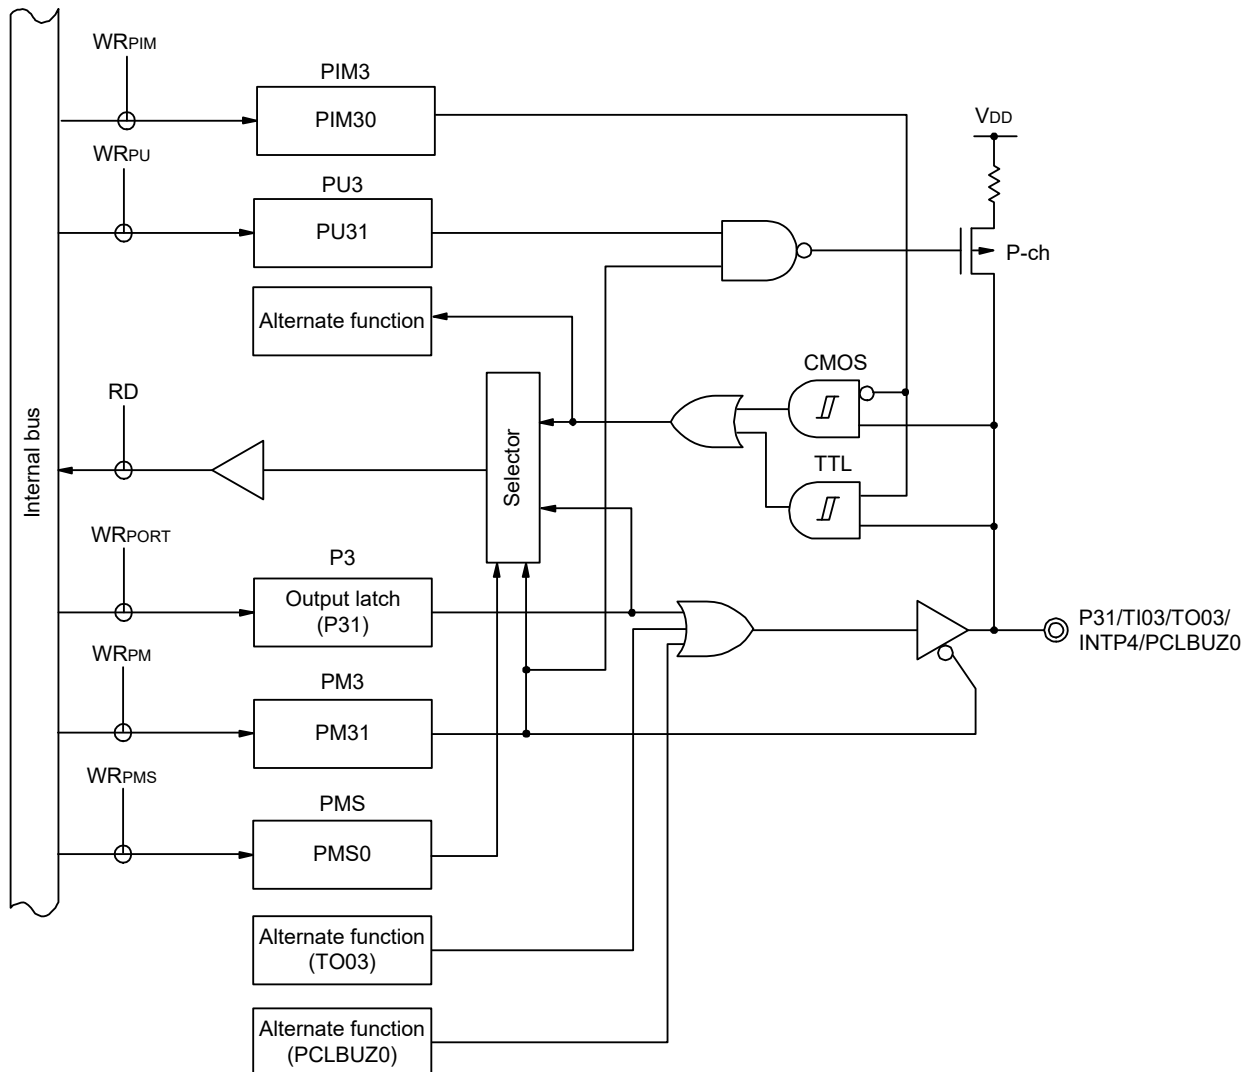 WRPIM
PIM3
PIM30
VDD
WRPU
PU3
PU31
P-ch
Alternate function
CMOS
RD
Internal bus
Selector
TTL
WRPORT
P3
Output latch
(P31)
P31/TI03/TO03/
INTP4/PCLBUZ0
WRPM
PM3
PM31
WRPMS
PMS
PMS0
Alternate function
(TO03)
Alternate function
(PCLBUZ0)